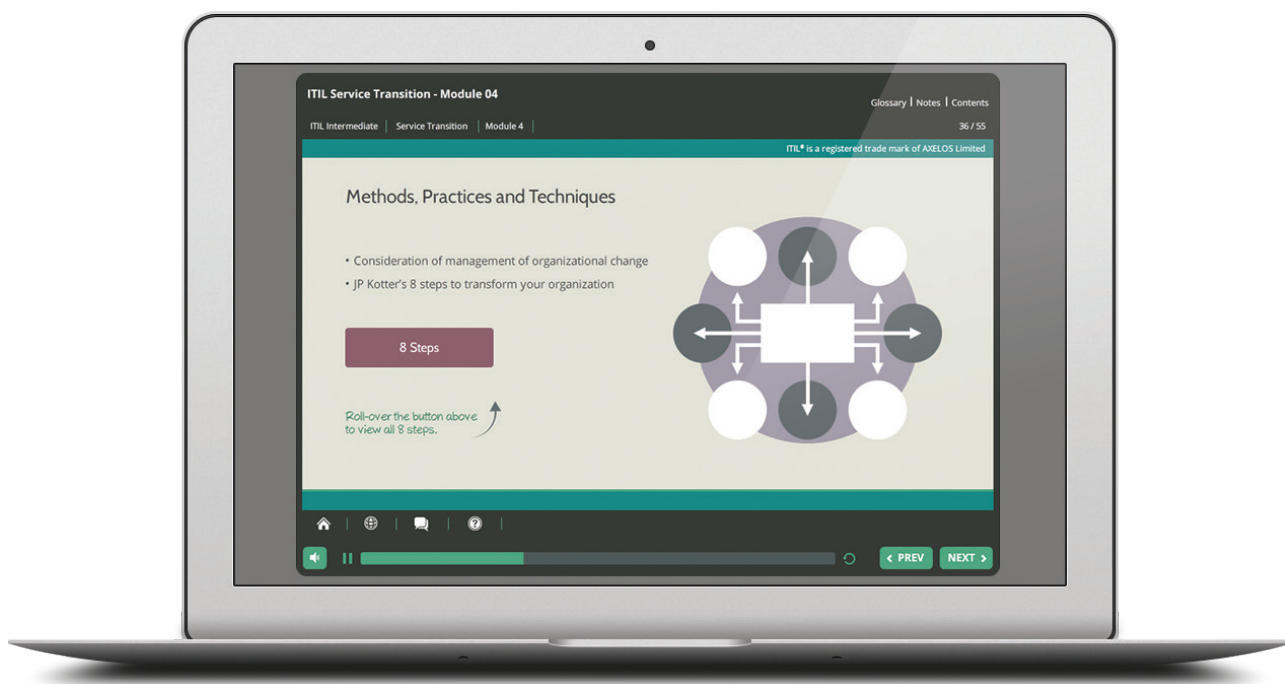 ITIL Service Transition - Module 04
Glossary | Notes | Contents
ITIL Intermediate | Service Transition | Module 4 |
36 / 55
ITIL® is a registered trade mark of AXELOS Limited
Methods, Practices and Techniques
• Consideration of management of organizational change
• JP Kotter's 8 steps to transform your organization
8 Steps
Roll-over the button above
to view all 8 steps.
< PREV
NEXT >